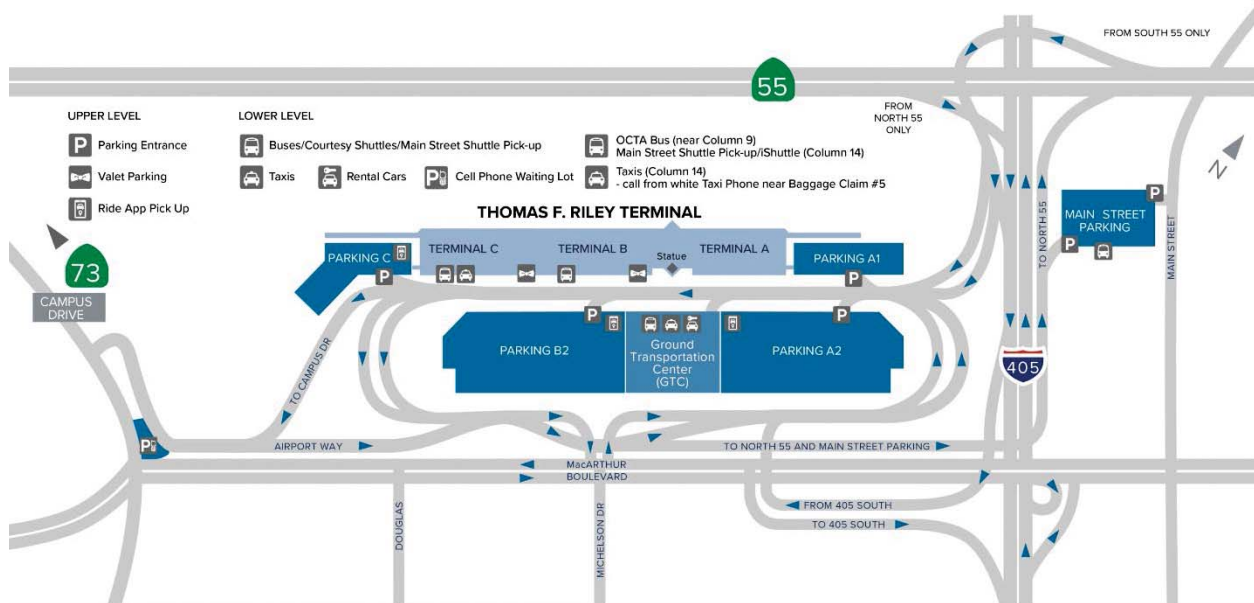 FROM SOUTH 55 ONLY
55
FROM
NORTH 55
ONLY
UPPER LEVEL
P Parking Entrance
Valet Parking
Ride App Pick Up
LOWER LEVEL
Buses/Courtesy Shuttles/Main Street Shuttle Pick-up
Taxis
Rental Cars
P Cell Phone Waiting Lot
OCTA Bus (near Column 9)
Main Street Shuttle Pick-up/iShuttle (Column 14)
Taxis (Column 14)
- call from white Taxi Phone near Baggage Claim #5
N
THOMAS F. RILEY TERMINAL
73
CAMPUS
DRIVE
PARKING C
P
TERMINAL C
TERMINAL B
Statue
TERMINAL A
PARKING A1
P
TO NORTH 55
P
MAIN STREET
PARKING
P
MAIN STREET
PARKING B2
P
Ground
Transportation
Center
(GTC)
PARKING A2
P
405
TO CAMPUS DR
P
AIRPORT WAY
TO NORTH 55 AND MAIN STREET PARKING
MacARTHUR
BOULEVARD
DOUGLAS
MICHELSON DR
FROM 405 SOUTH
TO 405 SOUTH